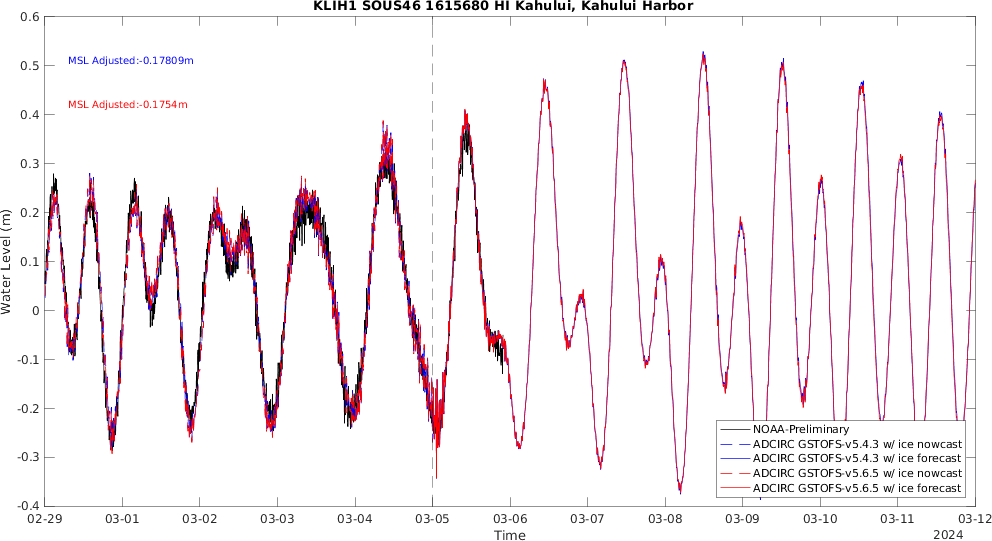 KLIH1 SOUS46 1615680 HI Kahului, Kahului Harbor
0.6
0.5
0.4
0.3
0.2
0.1
0
-0.1
-0.2
-0.3
-0.4
Water Level (m)
MSL Adjusted:-0.17809m
MSL Adjusted:-0.1754m
NOAA-Preliminary
ADCIRC GSTOFS-v5.4.3 w/ ice nowcast
ADCIRC GSTOFS-v5.4.3 w/ ice forecast
ADCIRC GSTOFS-v5.6.5 w/ ice nowcast
ADCIRC GSTOFS-v5.6.5 w/ ice forecast
02-29 03-01 03-02 03-03 03-04 03-05 03-06 03-07 03-08 03-09 03-10 03-11 03-12
Time
2024